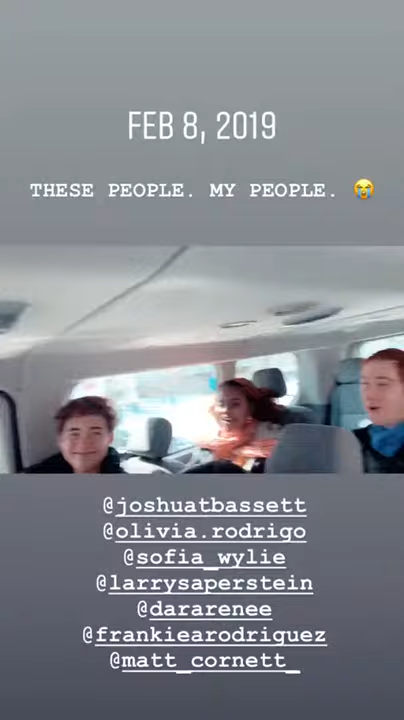 FEB 8, 2019
THESE PEOPLE. MY PEOPLE. 😭
@joshuatbassett
@olivia.rodrigo
@sofia_wylie
@larrysaperstein
@dararenee
@frankiearodriguez
@matt_cornett_